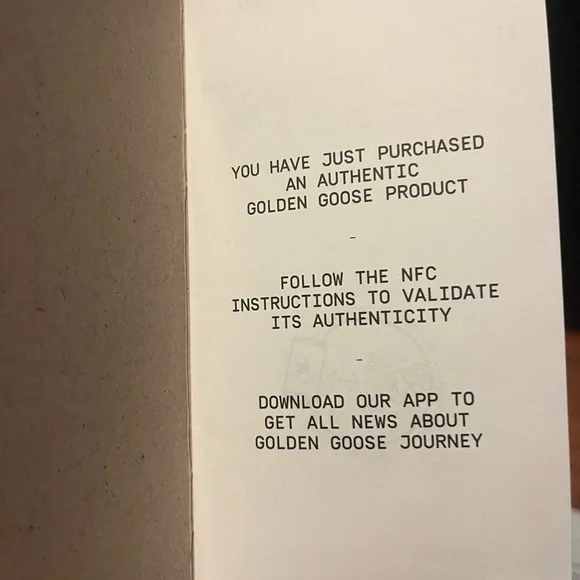 YOU HAVE JUST PURCHASED
AN AUTHENTIC
GOLDEN GOOSE PRODUCT
-
FOLLOW THE NFC
INSTRUCTIONS TO VALIDATE
ITS AUTHENTICITY
-
DOWNLOAD OUR APP TO
GET ALL NEWS ABOUT
GOLDEN GOOSE JOURNEY